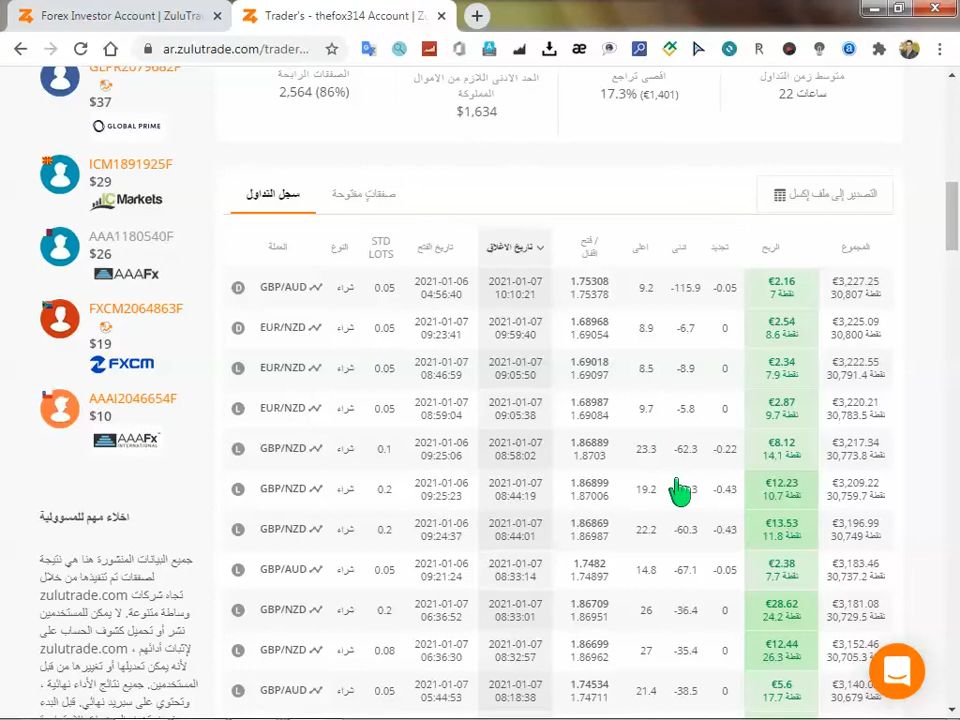 Forex Investor Account | ZuluTra
Trader's - thefox314 Account | Z
ar.zulutrade.com/trader...
GLPR2079682F
$37
GLOBAL PRIME
ICM1891925F
$29
IC Markets
AAA1180540F
$26
AAAFx
FXCM2064863F
$19
FXCM
AAAI2046654F
$10
AAAFx
INTERNATIONAL
اخلاء مهم للمسوولية
جميع البيانات المنشورة هنا هي نتيجة
لصفقات تم تنفيذها من خلال
تجاه شركات zulutrade.com
وساطة متنوعة. لا يمكن للمستخدمين
نشر أو تحميل كشوف الحساب على
zulutrade.com لإثبات أدائهم ،
لأنه يمكن تعديلها أو تغييرها من قبل
المستخدمين. جميع نتائج الأداء نهائية ،
وتحتوي على سبريد نهائي. قبل البدء
متوسط زمن التداول
22 ساعات
اقصى تراجع
17.3% (€1,401)
الحد الادنى اللازم من الاموال
المملوكة
$1,634
الصفقات الرابحة
2,564 (86%)
التصدير إلى ملف إكسل
سجل التداول
صفقاتٍ مفتوحة
العملة النوع STD LOTS تاريخ الفتح تاريخ الاغلاق فتح / إقفال اعلى ادنى تجديد الربح المجموع
D GBP/AUD شراء 0.05 2021-01-06 2021-01-07 1.75308 9.2 -115.9 -0.05 €2.16 €3,227.25
04:56:40 10:10:21 1.75378 7 نقطة 30,807 نقطة
D EUR/NZD شراء 0.05 2021-01-07 2021-01-07 1.68968 8.9 -6.7 0 €2.54 €3,225.09
09:23:41 09:59:40 1.69054 8.6 نقطة 30,800 نقطة
L EUR/NZD شراء 0.05 2021-01-07 2021-01-07 1.69018 8.5 -8.9 0 €2.34 €3,222.55
08:46:59 09:05:50 1.69097 7.9 نقطة 30,791.4 نقطة
L EUR/NZD شراء 0.05 2021-01-07 2021-01-07 1.68987 9.7 -5.8 0 €2.87 €3,220.21
08:59:04 09:05:38 1.69084 9.7 نقطة 30,783.5 نقطة
L GBP/NZD شراء 0.1 2021-01-07 2021-01-07 1.86889 23.3 -62.3 -0.22 €8.12 €3,217.34
09:25:06 08:58:02 1.8703 14.1 نقطة 30,773.8 نقطة
L GBP/NZD شراء 0.2 2021-01-07 2021-01-07 1.86899 19.2 -0.43 €12.23 €3,209.22
09:25:23 08:44:19 1.87006 10.7 نقطة 30,759.7 نقطة
L GBP/NZD شراء 0.2 2021-01-07 2021-01-07 1.86869 22.2 -60.3 -0.43 €13.53 €3,196.99
09:24:37 08:44:01 1.86987 11.8 نقطة 30,749 نقطة
L GBP/AUD شراء 0.05 2021-01-07 2021-01-07 1.7482 14.8 -67.1 -0.05 €2.38 €3,183.46
09:21:24 08:33:14 1.74897 7.7 نقطة 30,737.2 نقطة
L GBP/NZD شراء 0.2 2021-01-07 2021-01-07 1.86709 26 -36.4 0 €28.62 €3,181.08
06:36:52 08:33:01 1.86951 24.2 نقطة 30,729.5 نقطة
L GBP/NZD شراء 0.08 2021-01-07 2021-01-07 1.86699 27 -35.4 0 €12.44 €3,152.46
06:36:30 08:32:57 1.86962 26.3 نقطة 30,705.3 نقطة
L GBP/AUD شراء 0.05 2021-01-07 2021-01-07 1.74534 21.4 -38.5 0 €5.6
05:44:53 08:18:38 1.74711 17.7 نقطة 30,679 نقطة